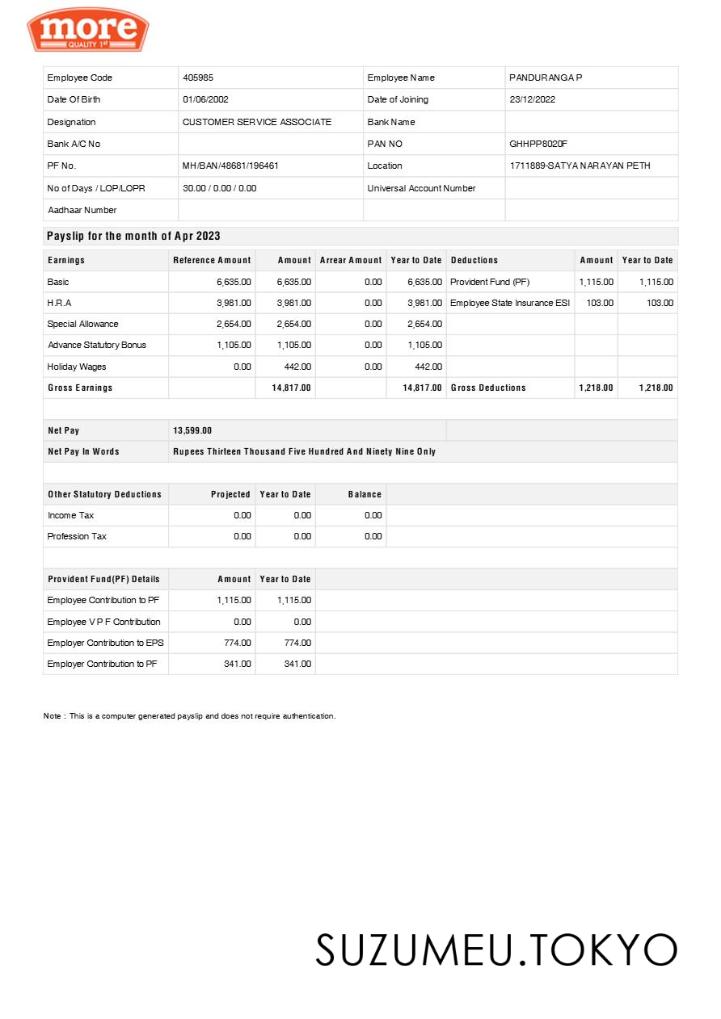 more
QUALITY 1st
Employee Code 405985 Employee Name PANDURANGA P
Date Of Birth 01/06/2002 Date of Joining 23/12/2022
Designation CUSTOMER SERVICE ASSOCIATE Bank Name
Bank A/C No PAN NO GHHPP8020F
PF No. MH/BAN/48681/196461 Location 1711889-SATYA NARAYAN PETH
No of Days / LOP/LOPR 30.00 / 0.00 / 0.00 Universal Account Number
Aadhaar Number
Payslip for the month of Apr 2023
Earnings Reference Amount Amount Arrear Amount Year to Date Deductions Amount Year to Date
Basic 6,635.00 6,635.00 0.00 6,635.00 Provident Fund (PF) 1,115.00 1,115.00
H.R.A 3,981.00 3,981.00 0.00 3,981.00 Employee State Insurance ESI 103.00 103.00
Special Allowance 2,654.00 2,654.00 0.00 2,654.00
Advance Statutory Bonus 1,105.00 1,105.00 0.00 1,105.00
Holiday Wages 0.00 442.00 0.00 442.00
Gross Earnings 14,817.00 14,817.00 Gross Deductions 1,218.00 1,218.00
Net Pay 13,599.00
Net Pay In Words Rupees Thirteen Thousand Five Hundred And Ninety Nine Only
Other Statutory Deductions Projected Year to Date Balance
Income Tax 0.00 0.00 0.00
Profession Tax 0.00 0.00 0.00
Provident Fund(PF) Details Amount Year to Date
Employee Contribution to PF 1,115.00 1,115.00
Employee V P F Contribution 0.00 0.00
Employer Contribution to EPS 774.00 774.00
Employer Contribution to PF 341.00 341.00
Note : This is a computer generated payslip and does not require authentication.
SUZUMEU.TOKYO